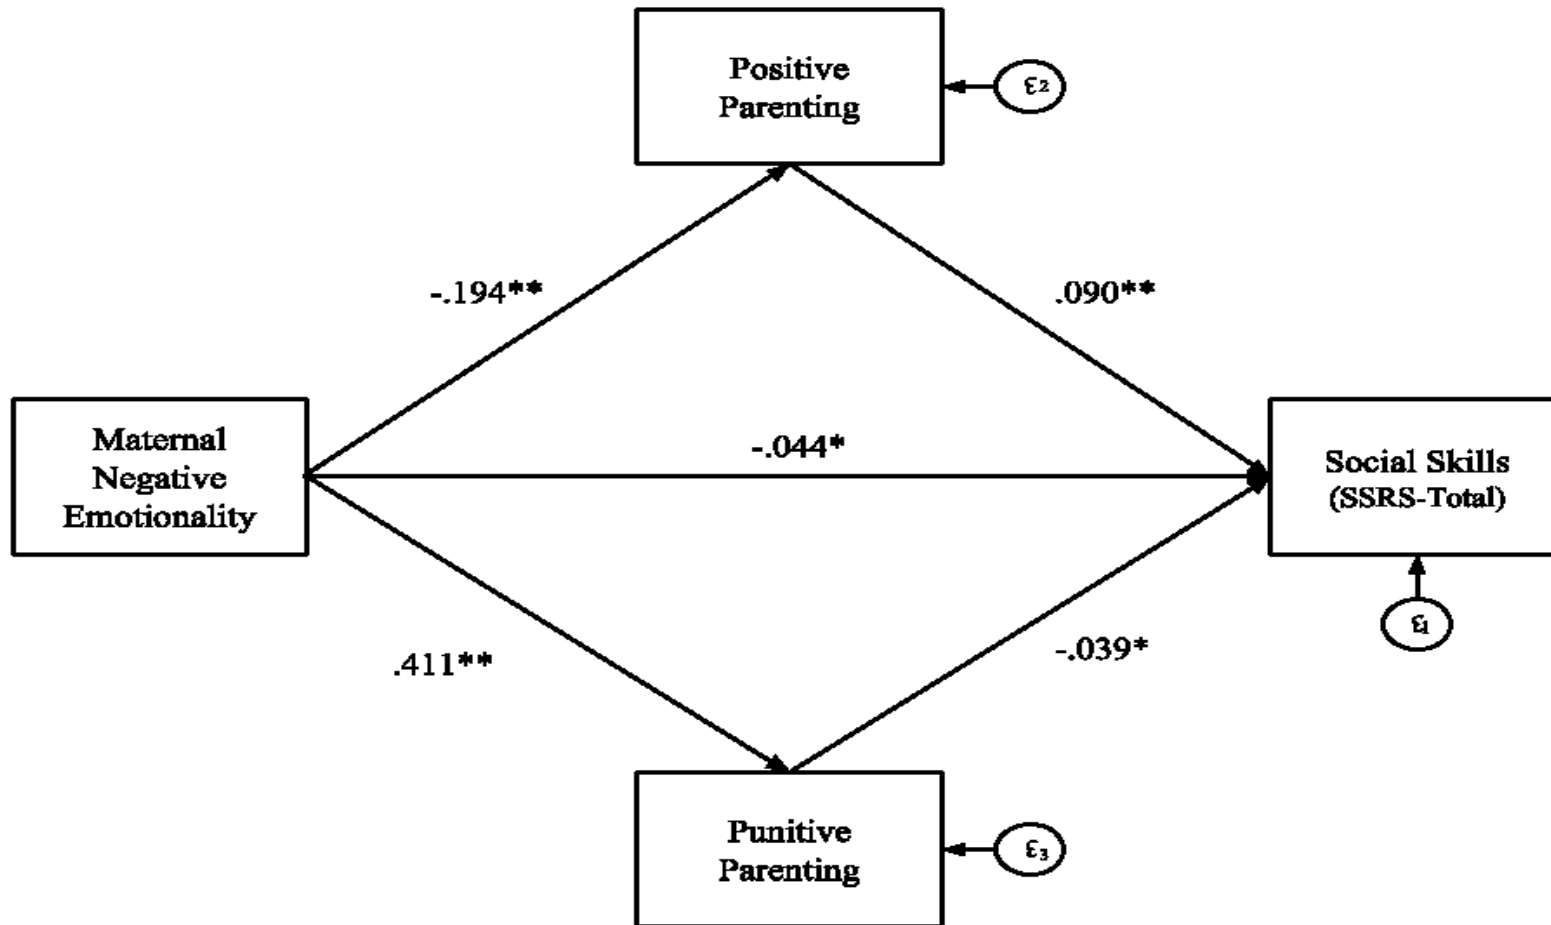 Positive
Parenting
ε2
-.194**
.090**
Maternal
Negative
Emotionality
-.044*
Social Skills
(SSRS-Total)
ε1
.411**
-.039*
Punitive
Parenting
ε3